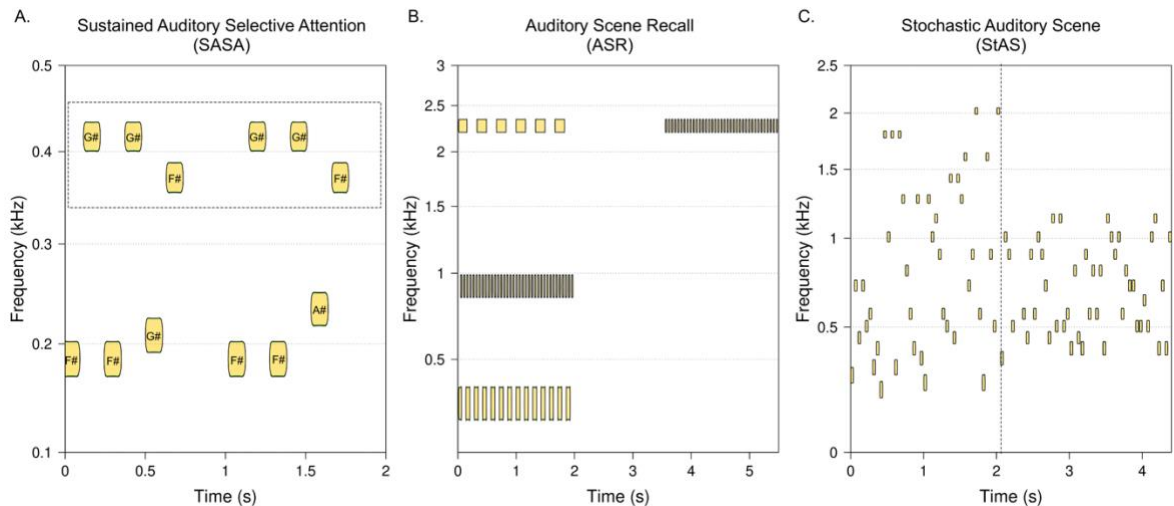 A.
Sustained Auditory Selective Attention
(SASA)
Frequency (kHz)
0.5
0.4
0.3
0.2
0.1
G#
G#
F#
G#
G#
F#
F#
F#
G#
F#
F#
A#
0
0.5
1
1.5
2
Time (s)
B.
Auditory Scene Recall
(ASR)
Frequency (kHz)
3
2.5
2
1.5
1
0.5
0
1
2
3
4
5
Time (s)
C.
Stochastic Auditory Scene
(StAS)
Frequency (kHz)
2.5
2
1.5
1
0.5
0
0
1
2
3
4
Time (s)